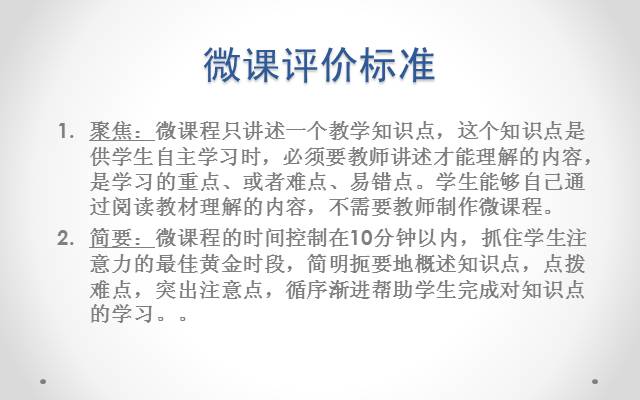 微课评价标准
1. 聚焦：微课程只讲述一个教学知识点，这个知识点是
供学生自主学习时，必须要教师讲述才能理解的内容，
是学习的重点、或者难点、易错点。学生能够自己通
过阅读教材理解的内容，不需要教师制作微课程。
2. 简要：微课程的时间控制在10分钟以内，抓住学生注
意力的最佳黄金时段，简明扼要地概述知识点，点拨
难点，突出注意点，循序渐进帮助学生完成对知识点
的学习。。